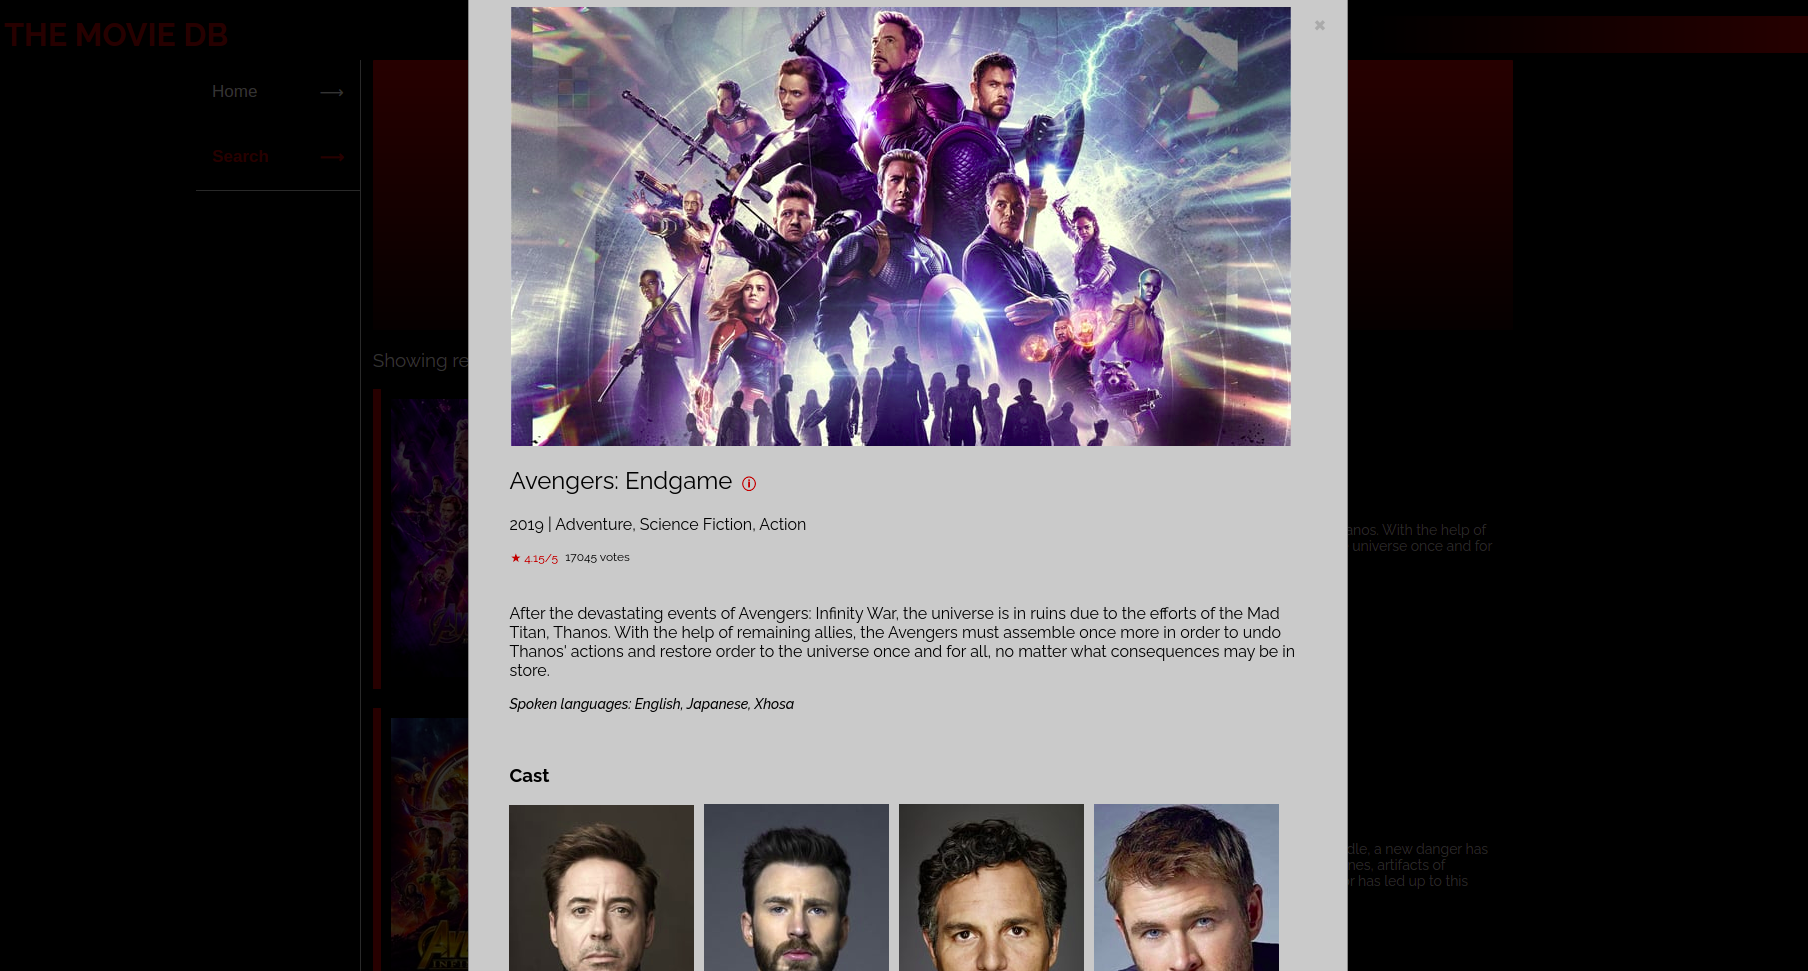 THE MOVIE DB
Home
Search
Showing re
Avengers: Endgame
2019 | Adventure, Science Fiction, Action
★ 4.15/5 17045 votes
anos. With the help of
universe once and for
After the devastating events of Avengers: Infinity War, the universe is in ruins due to the efforts of the Mad
Titan, Thanos. With the help of remaining allies, the Avengers must assemble once more in order to undo
Thanos' actions and restore order to the universe once and for all, no matter what consequences may be in
store.
Spoken languages: English, Japanese, Xhosa
Cast
dle, a new danger has
nes, artifacts of
or has led up to this